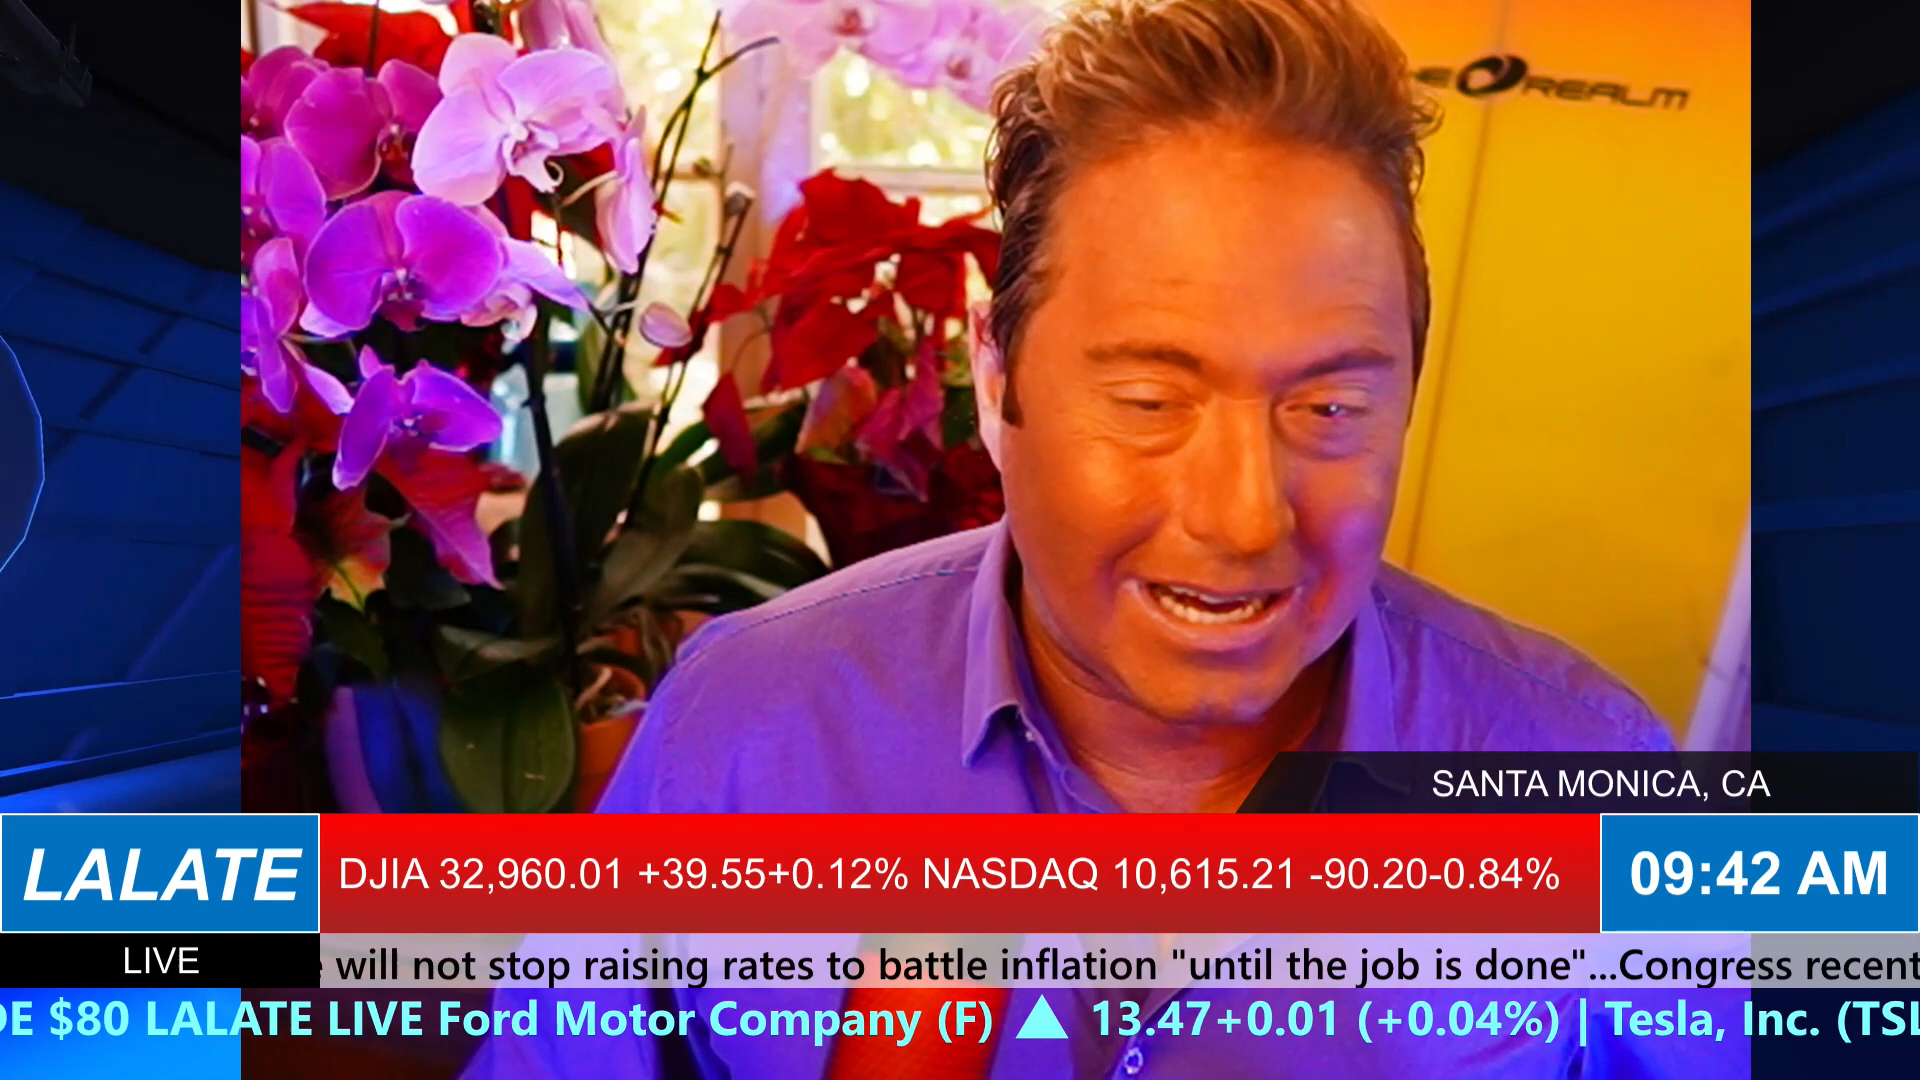 REALM
SANTA MONICA, CA
LALATE
DJIA 32,960.01 +39.55+0.12% NASDAQ 10,615.21 -90.20-0.84%
09:42 AM
LIVE
will not stop raising rates to battle inflation "until the job is done"...Congress recent
$80 LALATE LIVE Ford Motor Company (F) ▲ 13.47+0.01 (+0.04%) | Tesla, Inc. (TSL